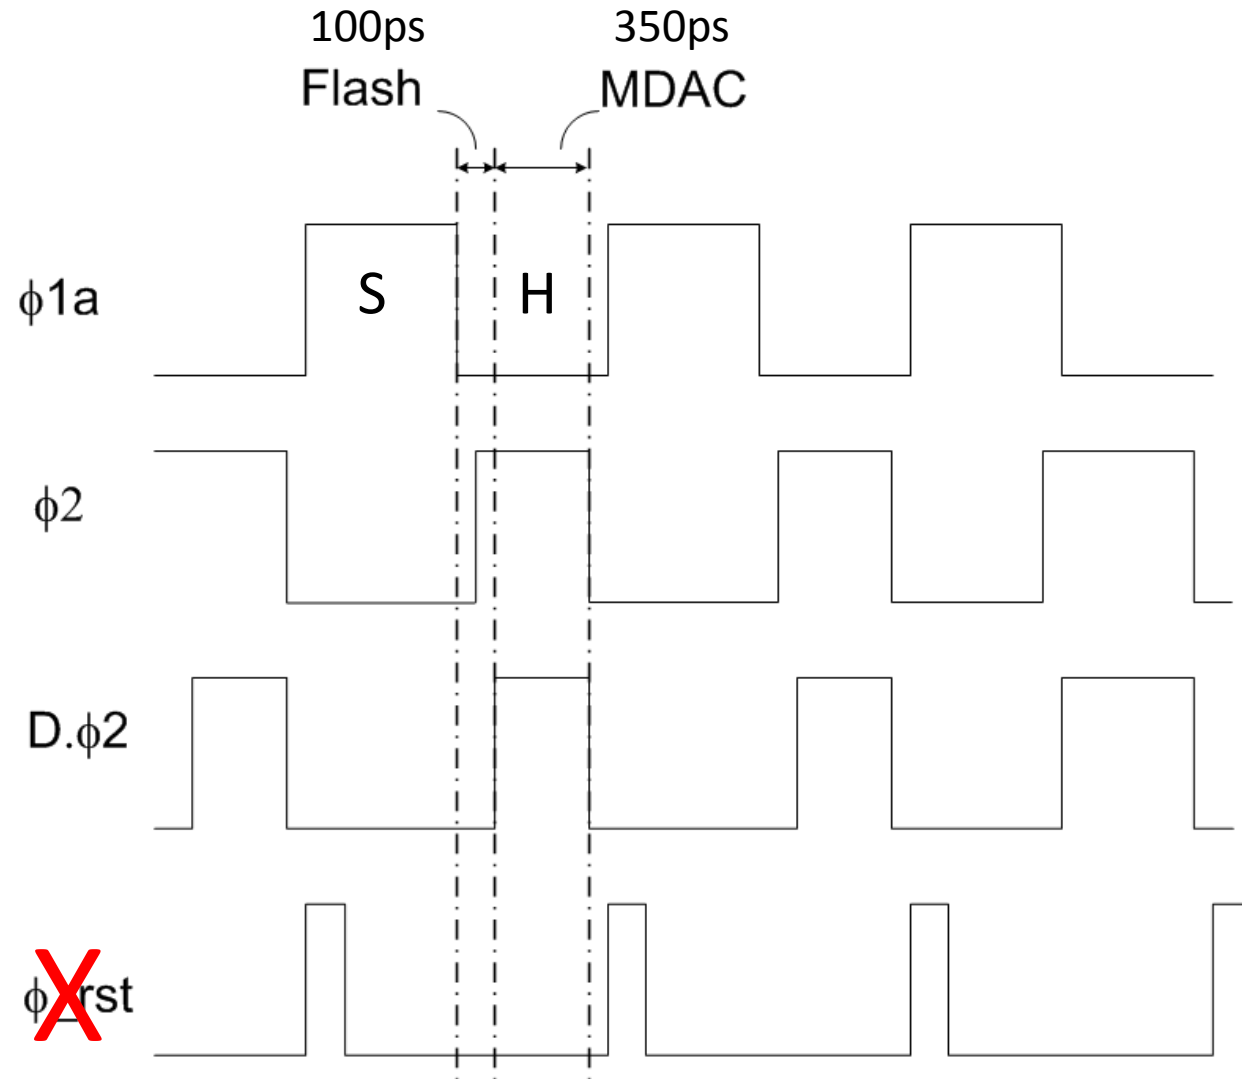 100ps 350ps
Flash MDAC
S H
ϕ1a
ϕ2
D.ϕ2
X
ϕ_rst